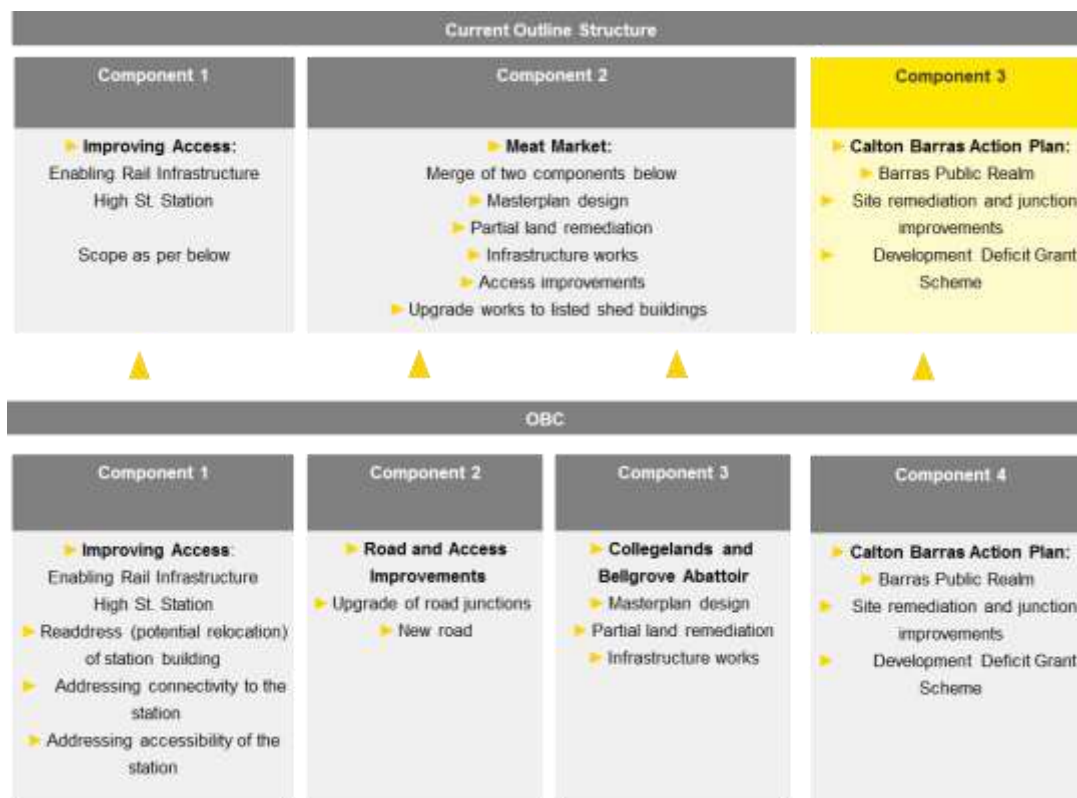 Current Outline Structure
Component 1
► Improving Access:
Enabling Rail Infrastructure
High St. Station
Scope as per below
Component 2
► Meat Market:
Merge of two components below
► Masterplan design
► Partial land remediation
► Infrastructure works
► Access improvements
► Upgrade works to listed shed buildings
Component 3
► Calton Barras Action Plan:
► Barras Public Realm
► Site remediation and junction
improvements
► Development Deficit Grant
Scheme
OBC
Component 1
► Improving Access:
Enabling Rail Infrastructure
High St. Station
► Readdress (potential relocation)
of station building
► Addressing connectivity to the
station
► Addressing accessibility of the
station
Component 2
► Road and Access
Improvements
► Upgrade of road junctions
► New road
Component 3
► Collegelands and
Bellgrove Abattoir
► Masterplan design
► Partial land remediation
► Infrastructure works
Component 4
► Calton Barras Action Plan:
► Barras Public Realm
► Site remediation and junction
improvements
► Development Deficit Grant
Scheme